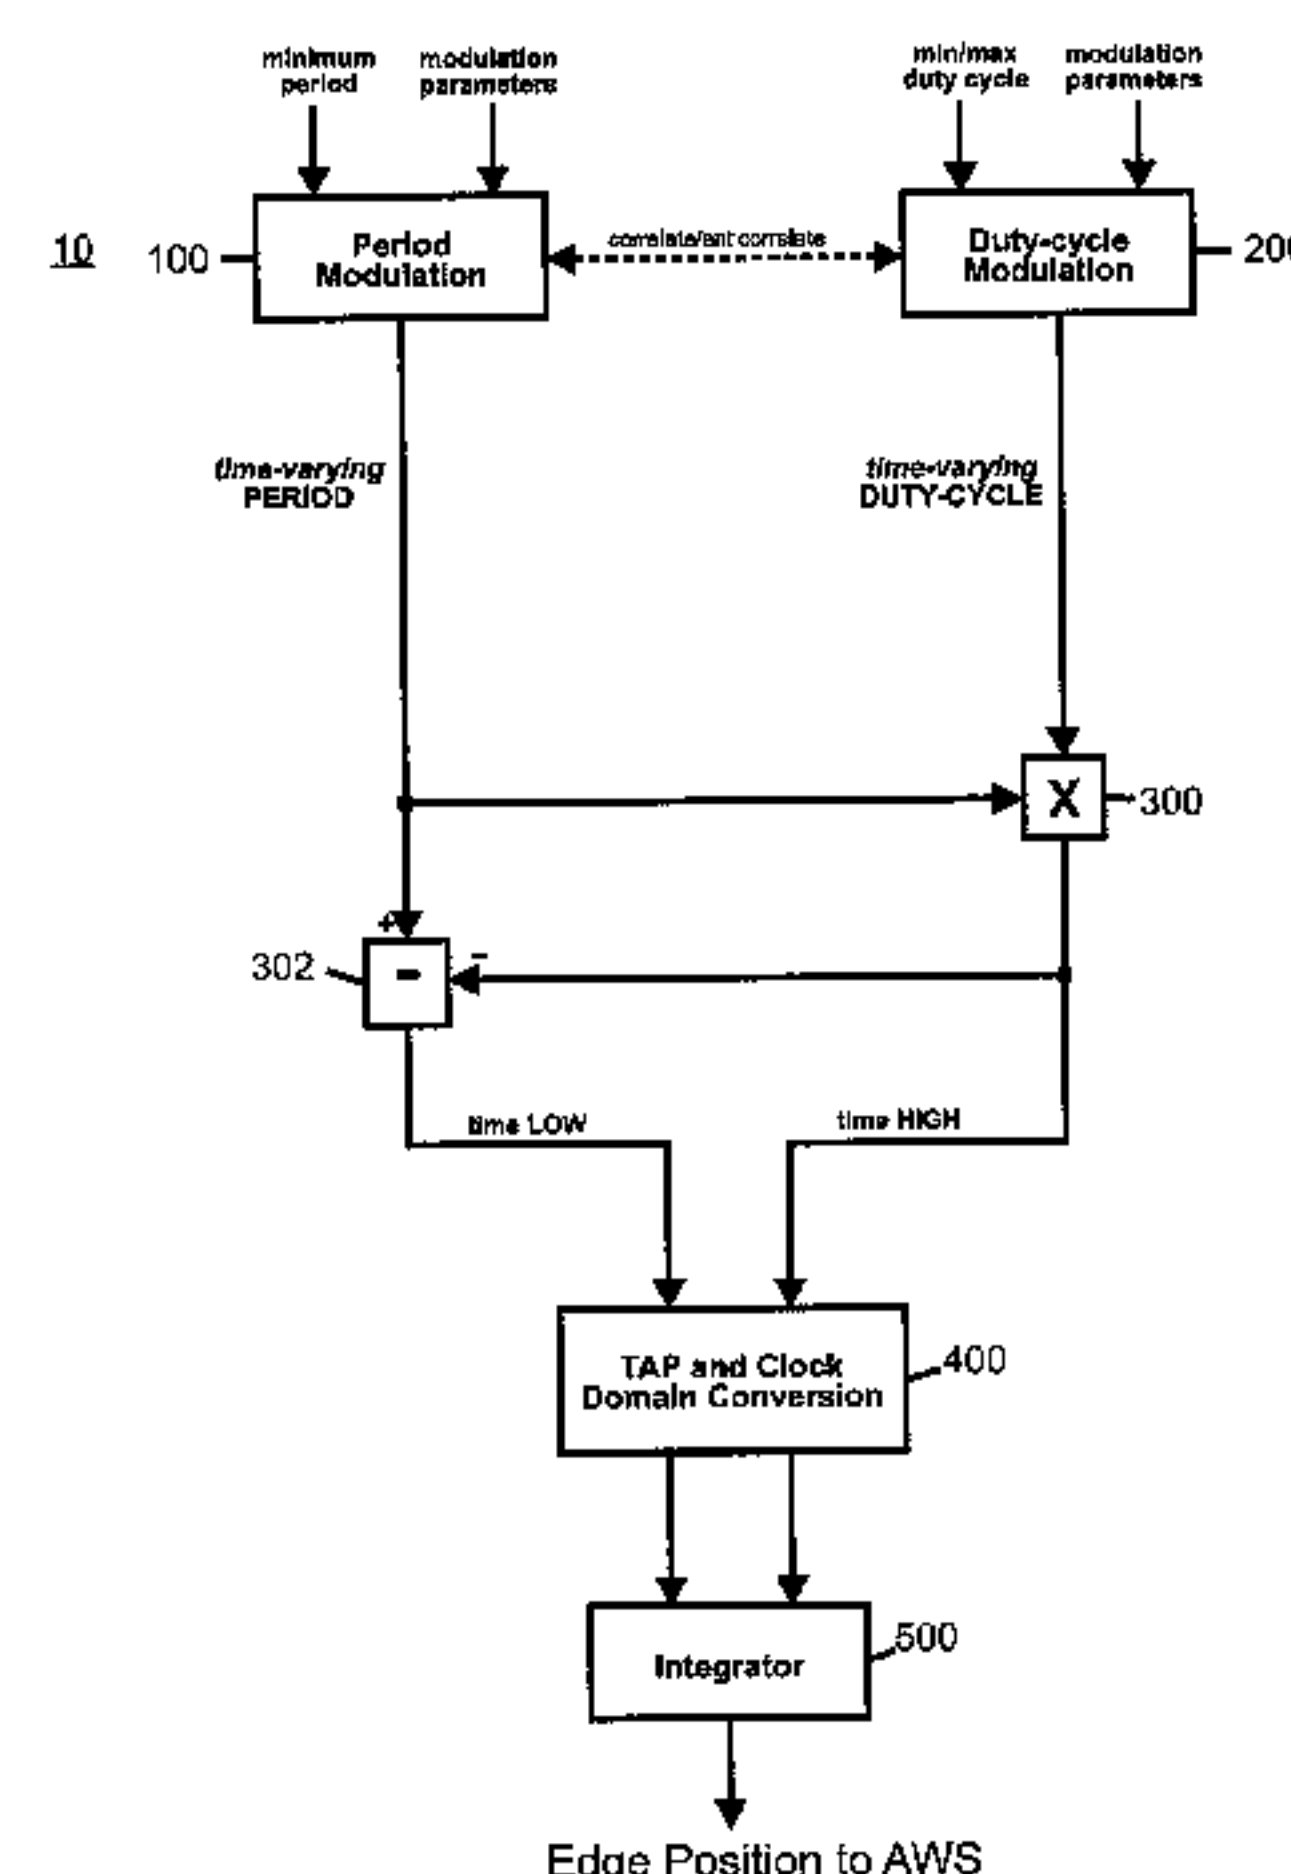 minimum
period
modulation
parameters
min/max
duty cycle
modulation
parameters
10
100
Period
Modulation
correlate/ant correlate
Duty-cycle
Modulation
200
time-varying
PERIOD
time-varying
DUTY-CYCLE
X
300
+
-
302
-
time LOW
time HIGH
TAP and Clock
Domain Conversion
400
Integrator
500
Edge Position to AWS